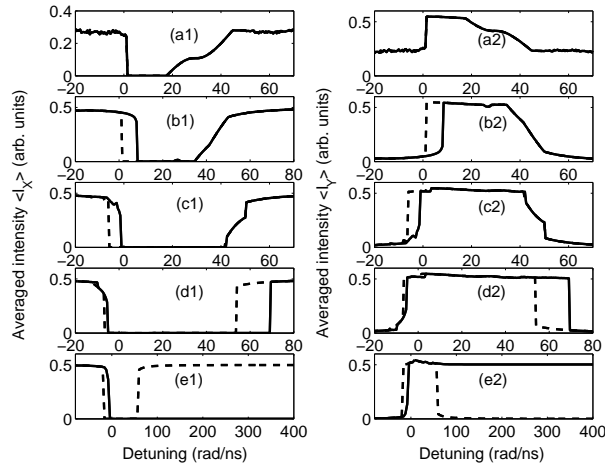 Averaged intensity <I_X> (arb. units)
0.4
0.2
0
(a1)
−20 0 20 40 60 80
0.5
0
(b1)
−20 0 20 40 60 80
0.5
0
(c1)
−20 0 20 40 60 80
0.5
0
(d1)
−20 0 20 40 60 80
0.5
0
(e1)
0 100 200 300 400
Detuning (rad/ns)
Averaged intensity <I_Y> (arb. units)
0.5
0
(a2)
−20 0 20 40 60
0.5
0
(b2)
−20 0 20 40 60
0.5
0
(c2)
−20 0 20 40 60 80
0.5
0
(d2)
−20 0 20 40 60 80
0.5
0
(e2)
0 100 200 300 400
Detuning (rad/ns)